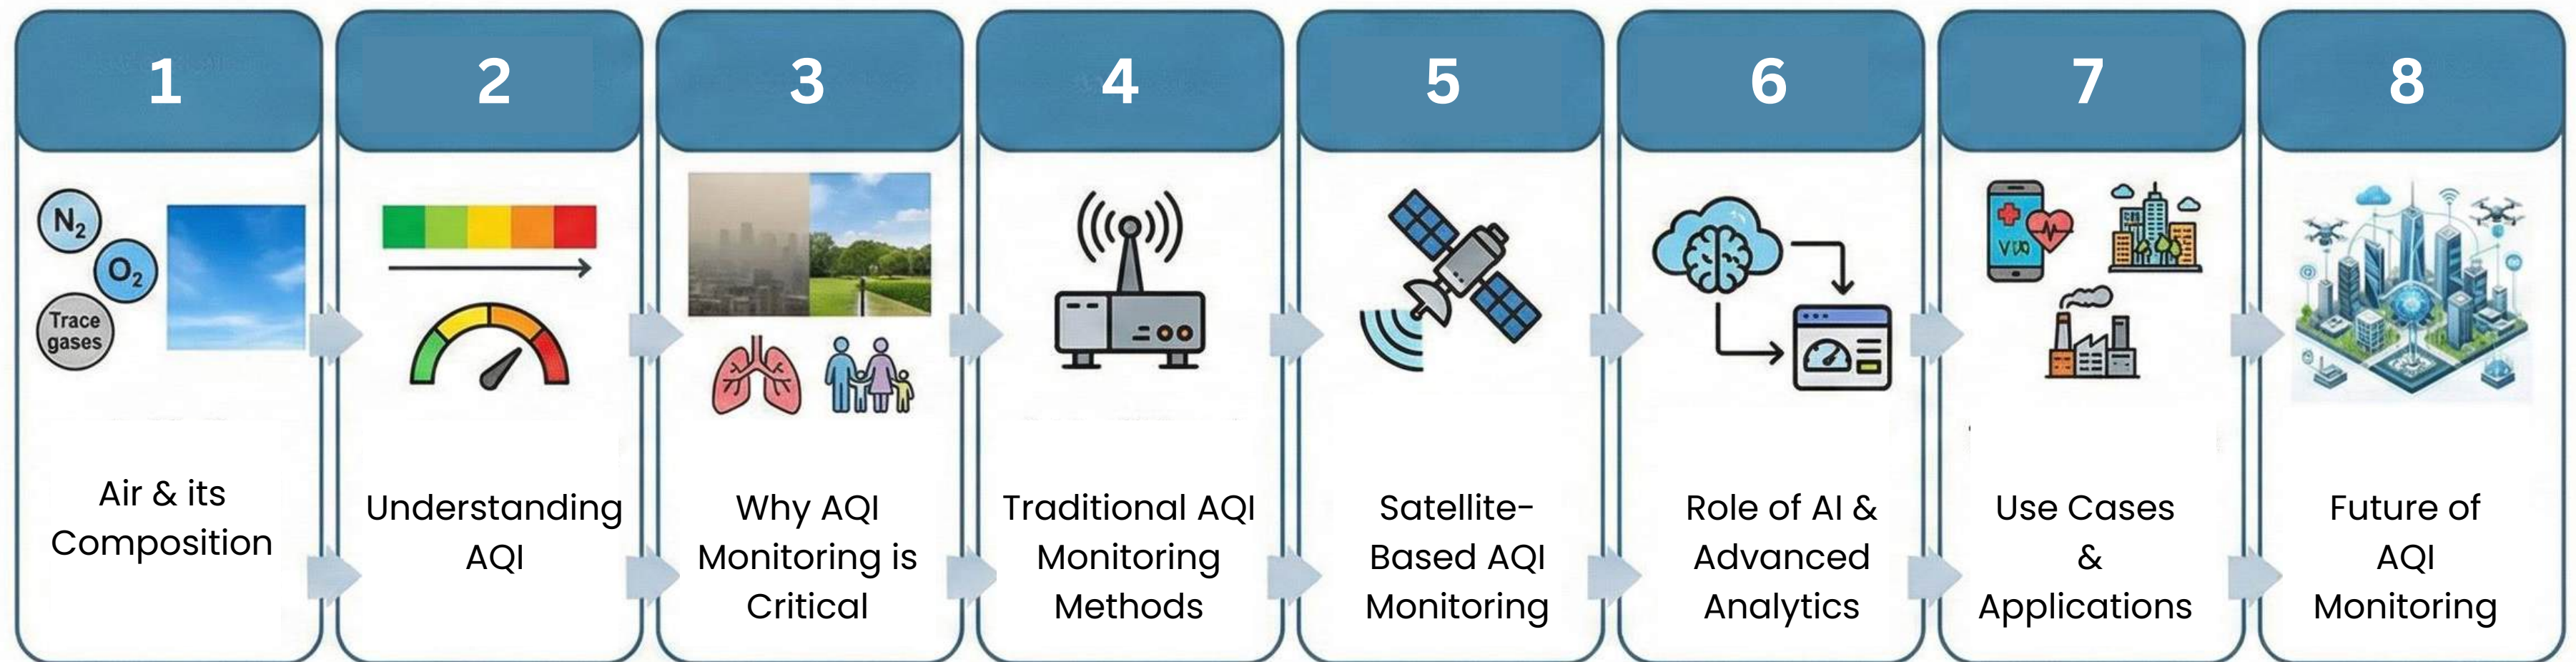 1
N₂
O₂
Trace
gases
Air & its
Composition
2
Understanding
AQI
3
Why AQI
Monitoring is
Critical
4
Traditional AQI
Monitoring
Methods
5
Satellite-
Based AQI
Monitoring
6
Role of AI &
Advanced
Analytics
7
Use Cases
&
Applications
8
Future of
AQI
Monitoring